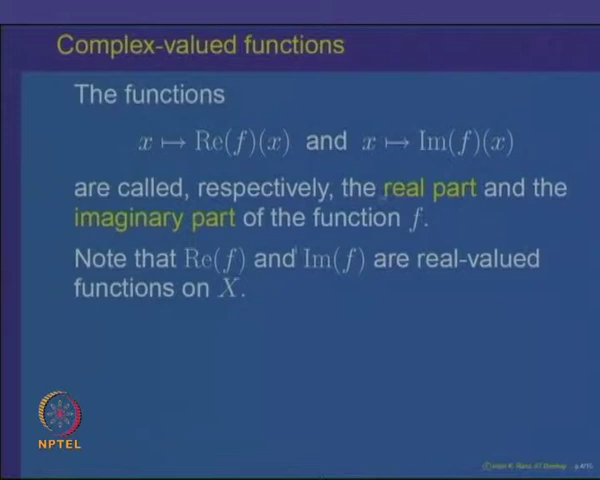 Complex-valued functions
The functions
x ↦ Re(f)(x) and x ↦ Im(f)(x)
are called, respectively, the real part and the
imaginary part of the function f.
Note that Re(f) and Im(f) are real-valued
functions on X.
NPTEL